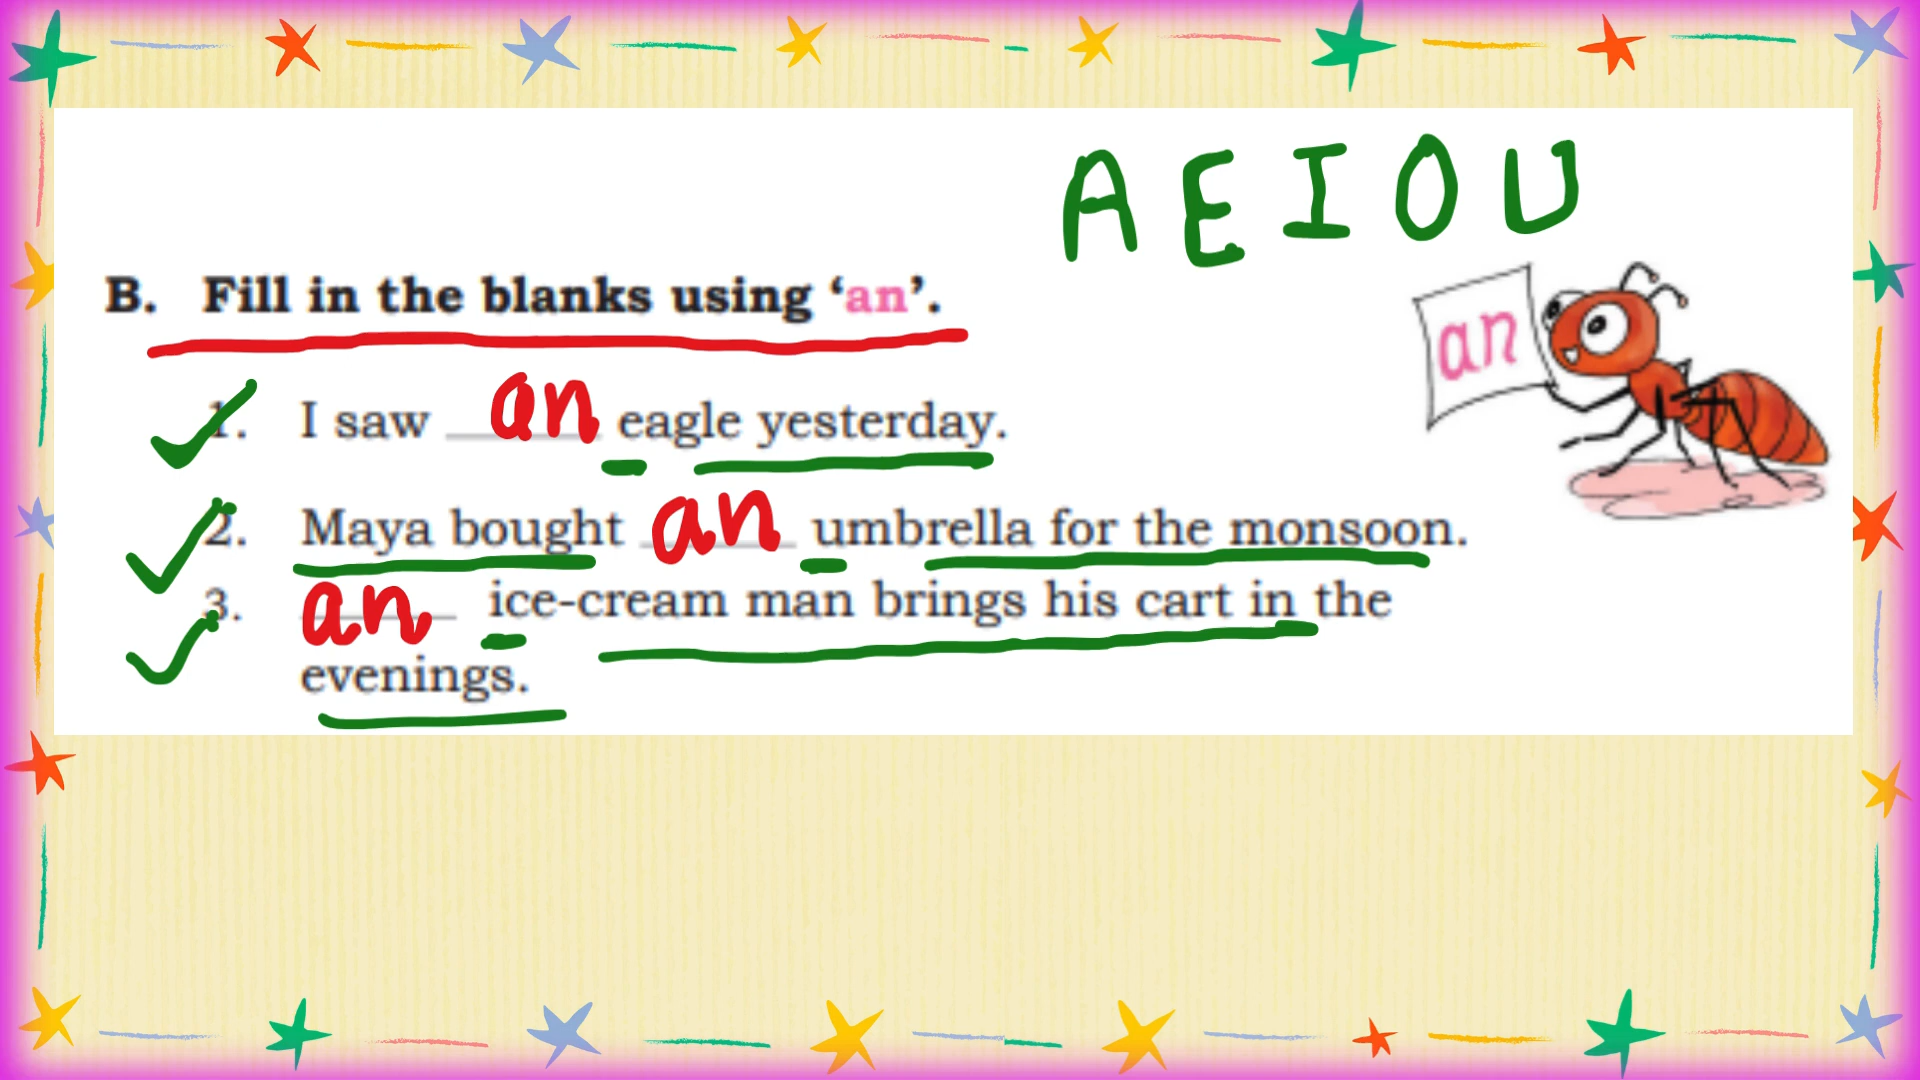 A E I O U
B. Fill in the blanks using ‘an’.
an
1. I saw an eagle yesterday.
2. Maya bought an umbrella for the monsoon.
3. an ice-cream man brings his cart in the
evenings.